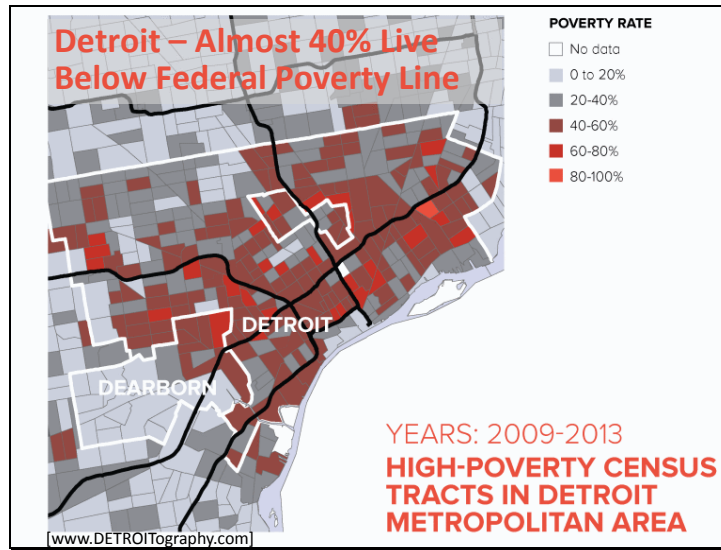 Detroit – Almost 40% Live
Below Federal Poverty Line
POVERTY RATE
No data
0 to 20%
20-40%
40-60%
60-80%
80-100%
DETROIT
DEARBORN
YEARS: 2009-2013
HIGH-POVERTY CENSUS
TRACTS IN DETROIT
METROPOLITAN AREA
[www.DETROITography.com]